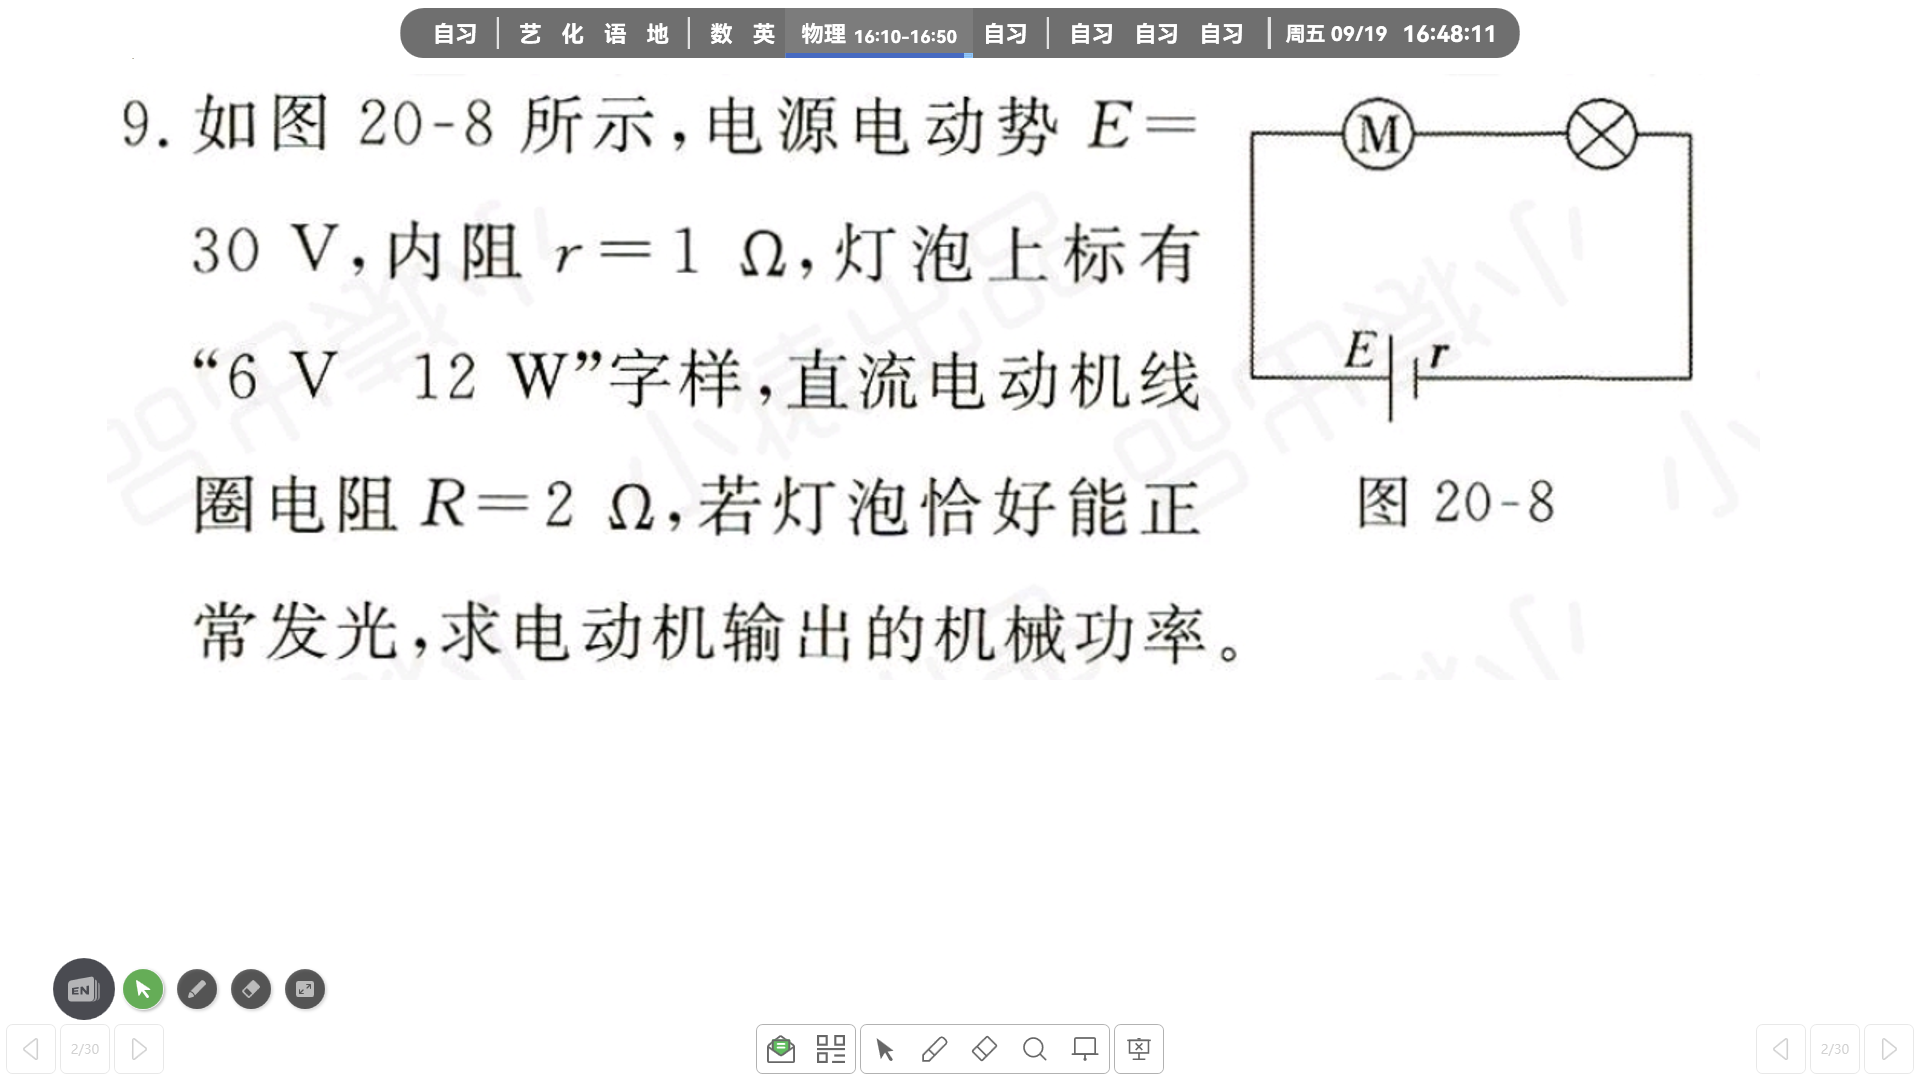 自习 | 艺 化 语 地 | 数 英 物理 16:10-16:50 自习 | 自习 自习 自习 | 周五 09/19 16:48:11
9. 如图 20-8 所示,电源电动势 E=
30 V,内阻 r=1 Ω,灯泡上标有
“6 V 12 W”字样,直流电动机线
圈电阻 R=2 Ω,若灯泡恰好能正
常发光,求电动机输出的机械功率。
M
E r
图 20-8
EN
2/30
2/30